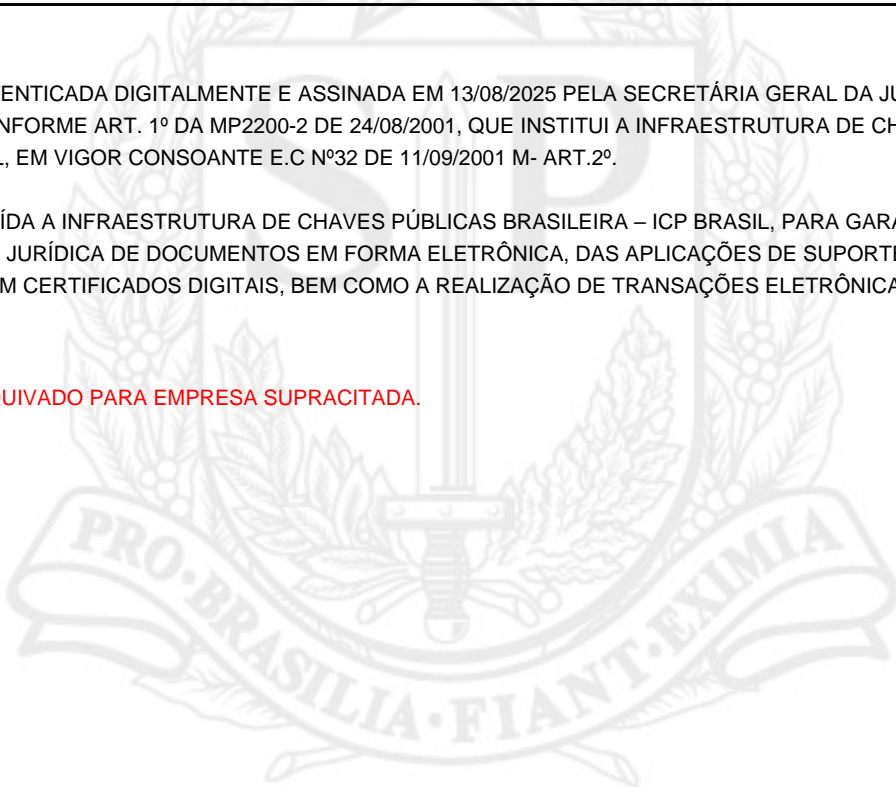 ENTICADA DIGITALMENTE E ASSINADA EM 13/08/2025 PELA SECRETÁRIA GERAL DA JU
NFORME ART. 1º DA MP2200-2 DE 24/08/2001, QUE INSTITUI A INFRAESTRUTURA DE CH
L, EM VIGOR CONSOANTE E.C Nº32 DE 11/09/2001 M- ART.2º.
ÍDA A INFRAESTRUTURA DE CHAVES PÚBLICAS BRASILEIRA – ICP BRASIL, PARA GARA
JURÍDICA DE DOCUMENTOS EM FORMA ELETRÔNICA, DAS APLICAÇÕES DE SUPORTE
M CERTIFICADOS DIGITAIS, BEM COMO A REALIZAÇÃO DE TRANSAÇÕES ELETRÔNICA
UIVADO PARA EMPRESA SUPRACITADA.
SP
PRO·BRASILIA·FIANT·EXIMIA